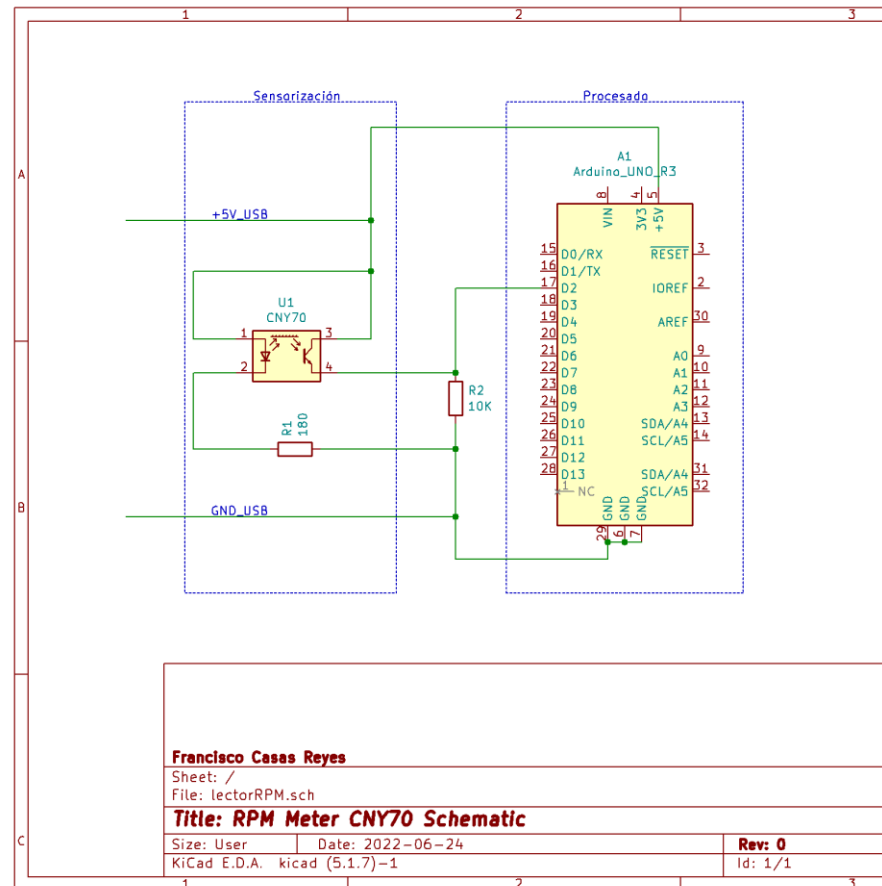 1 2 3
Sensorización Procesado
A
A1
Arduino_UNO_R3
8 4 5
VIN 3V3 +5V
+5V_USB
15 D0/RX RESET 3
16 D1/TX
17 D2 IOREF 2
18 D3
19 D4 AREF 30
20 D5
21 D6 A0 9
22 D7 A1 10
23 D8 A2 11
24 D9 A3 12
25 D10 SDA/A4 13
26 D11 SCL/A5 14
27 D12
28 D13 SDA/A4 31
1 NC SCL/A5 32
GND GND GND
29 6 7
U1
CNY70
1 3
2 4
R2
10K
R1
180
B
GND_USB
Francisco Casas Reyes
Sheet: /
File: lectorRPM.sch
Title: RPM Meter CNY70 Schematic
Size: User Date: 2022-06-24 Rev: 0
KiCad E.D.A. kicad (5.1.7)-1 Id: 1/1
C
1 2 3